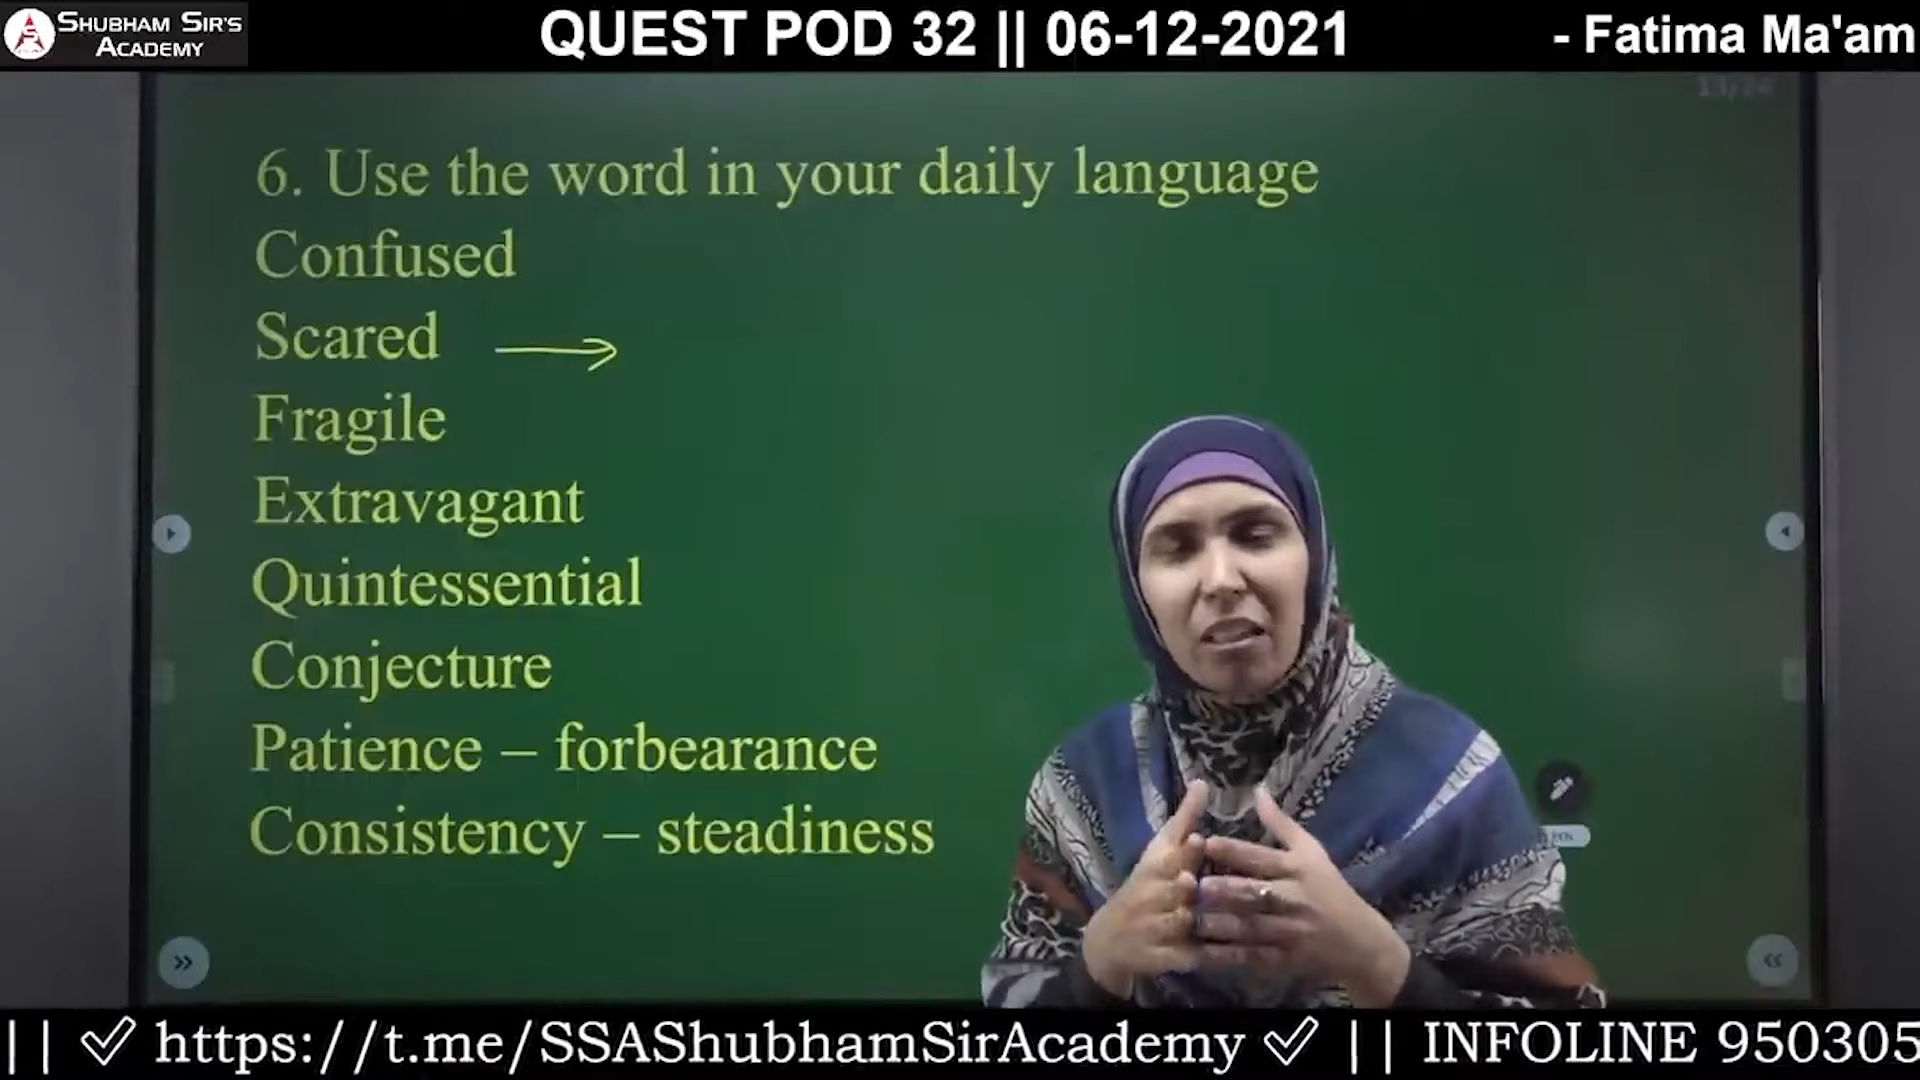 SHUBHAM SIR'S
ACADEMY
QUEST POD 32 || 06-12-2021
- Fatima Ma'am
6. Use the word in your daily language
Confused
Scared →
Fragile
Extravagant
Quintessential
Conjecture
Patience – forbearance
Consistency – steadiness
|| ✓ https://t.me/SSAShubhamSirAcademy ✓ || INFOLINE 950305